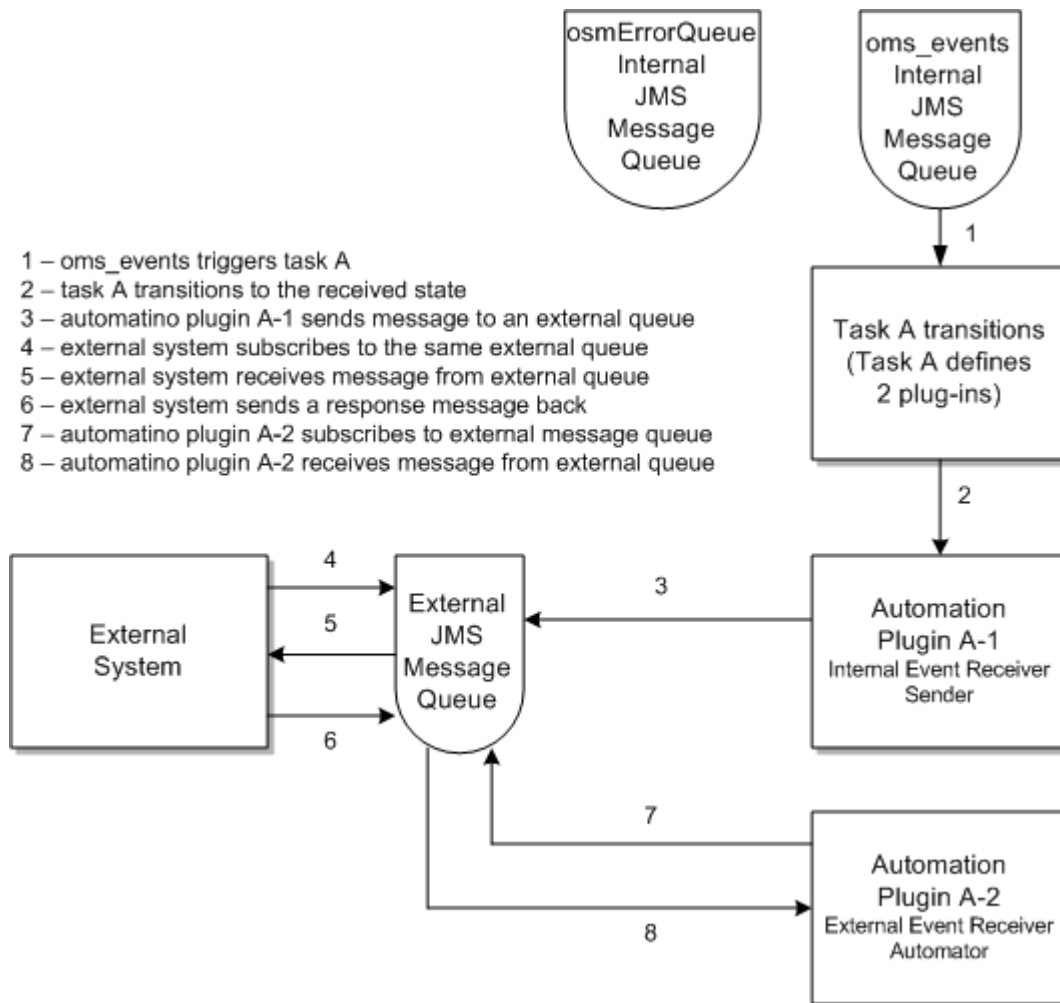 osmErrorQueue
Internal
JMS
Message
Queue
oms_events
Internal
JMS
Message
Queue
1
1 – oms_events triggers task A
2 – task A transitions to the received state
3 – automatino plugin A-1 sends message to an external queue
4 – external system subscribes to the same external queue
5 – external system receives message from external queue
6 – external system sends a response message back
7 – automatino plugin A-2 subscribes to external message queue
8 – automatino plugin A-2 receives message from external queue
Task A transitions
(Task A defines
2 plug-ins)
2
External
System
4
5
6
External
JMS
Message
Queue
3
Automation
Plugin A-1
Internal Event Receiver
Sender
7
8
Automation
Plugin A-2
External Event Receiver
Automator